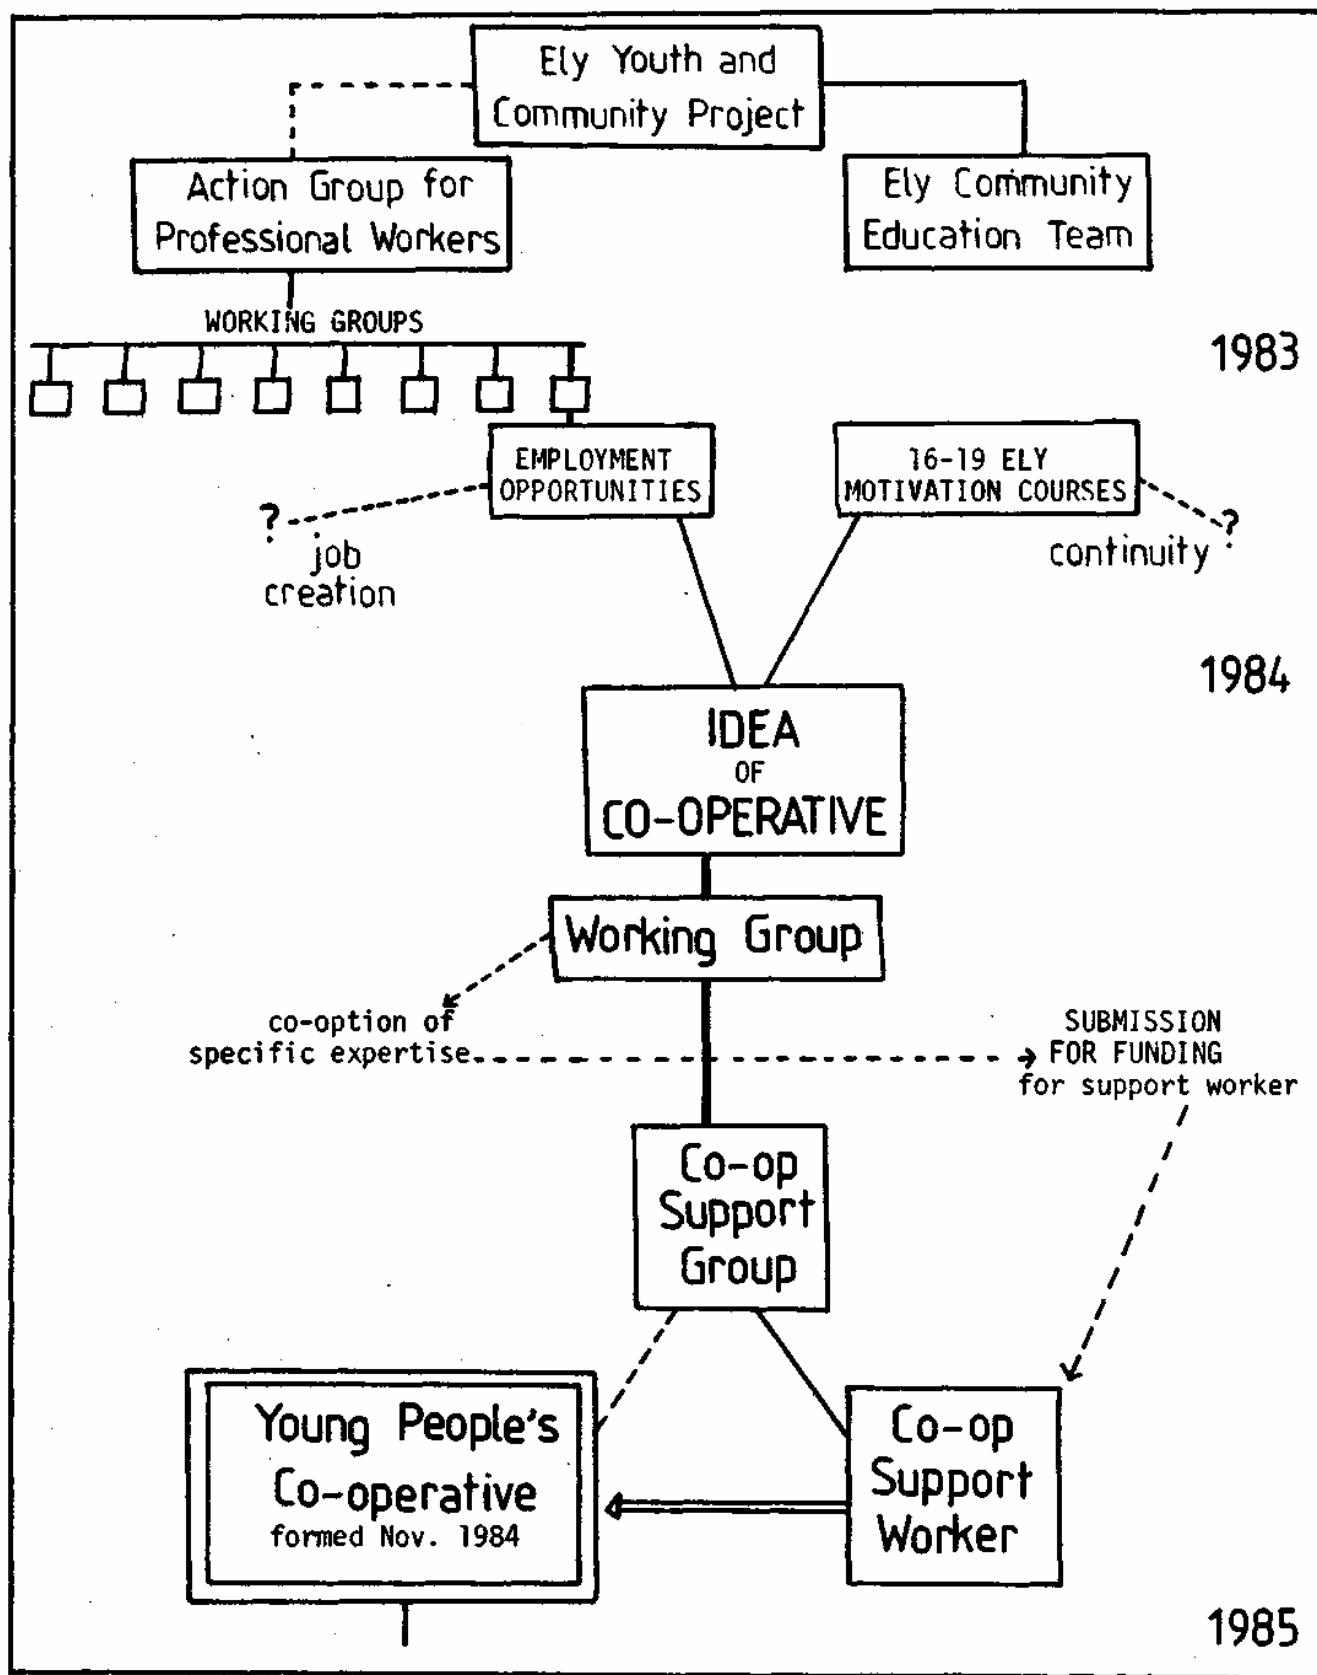 Ely Youth and
Community Project
Action Group for
Professional Workers
Ely Community
Education Team
WORKING GROUPS
1983
EMPLOYMENT
OPPORTUNITIES
16-19 ELY
MOTIVATION COURSES
?
job
creation
continuity ?
1984
IDEA
OF
CO-OPERATIVE
Working Group
co-option of
specific expertise
SUBMISSION
FOR FUNDING
for support worker
Co-op
Support
Group
Young People's
Co-operative
formed Nov. 1984
Co-op
Support
Worker
1985